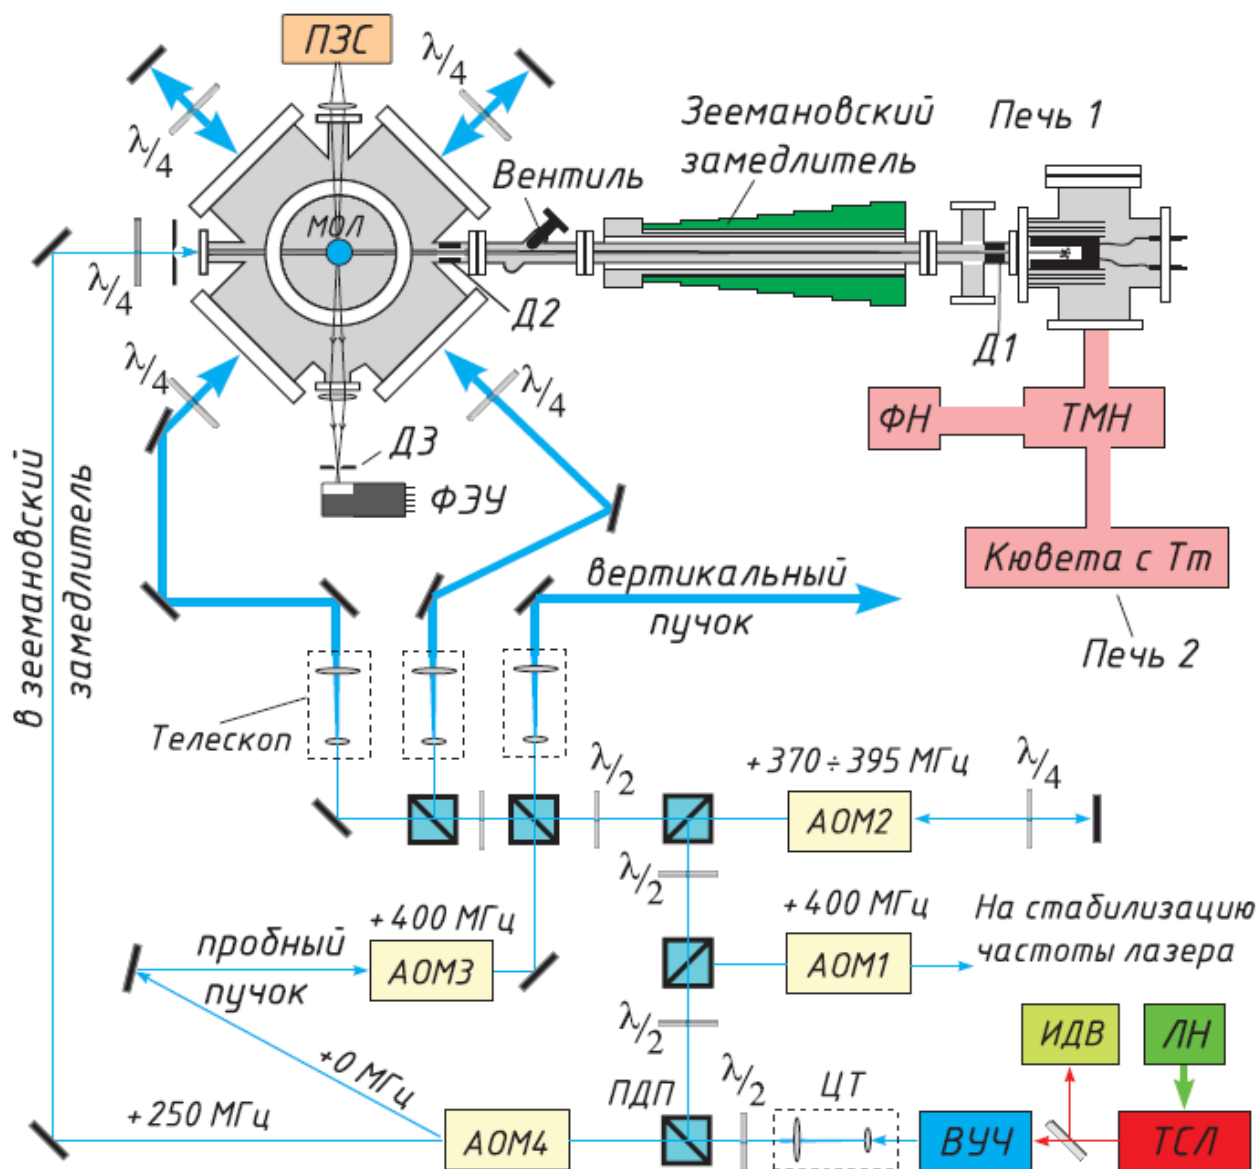 ПЗС
λ/4
λ/4
λ/4
λ/4
λ/4
МОЛ
Вентиль
Зеемановский
замедлитель
Печь 1
Д2
Д1
Д3
ФЭУ
ФН
ТМН
Кювета с Tm
Печь 2
в зеемановский
замедлитель
вертикальный
пучок
Телескоп
λ/2
+370÷395 МГц
λ/4
АОМ2
λ/2
+400 МГц
АОМ1
На стабилизацию
частоты лазера
+400 МГц
пробный
пучок
АОМ3
λ/2
+0 МГц
+250 МГц
АОМ4
ПДП
λ/2
ЦТ
ВУЧ
ИДВ
ЛН
ТСЛ